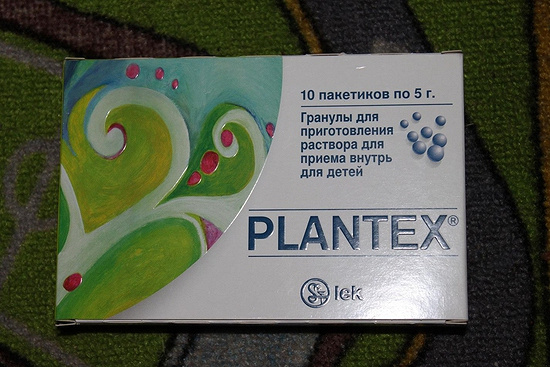 10 пакетиков по 5 г.
Гранулы для
приготовления
раствора для
приема внутрь
для детей
PLANTEX®
lek